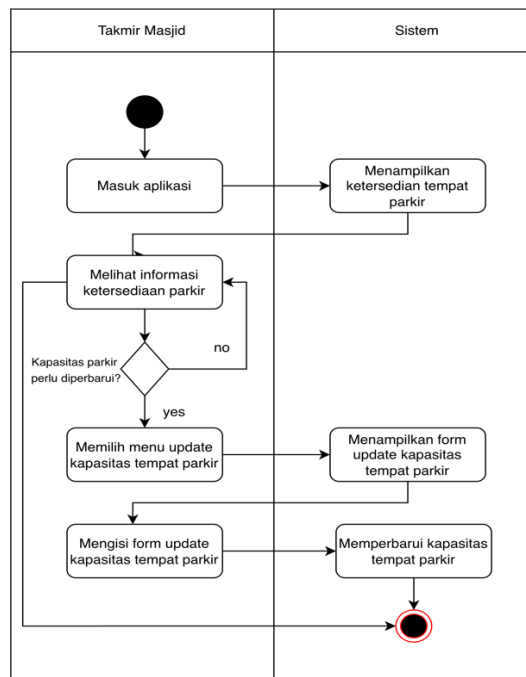 Takmir Masjid
Sistem
Masuk aplikasi
Menampilkan
ketersedian tempat
parkir
Melihat informasi
ketersediaan parkir
no
Kapasitas parkir
perlu diperbarui?
yes
Memilih menu update
kapasitas tempat parkir
Menampilkan form
update kapasitas
tempat parkir
Mengisi form update
kapasitas tempat parkir
Memperbarui kapasitas
tempat parkir